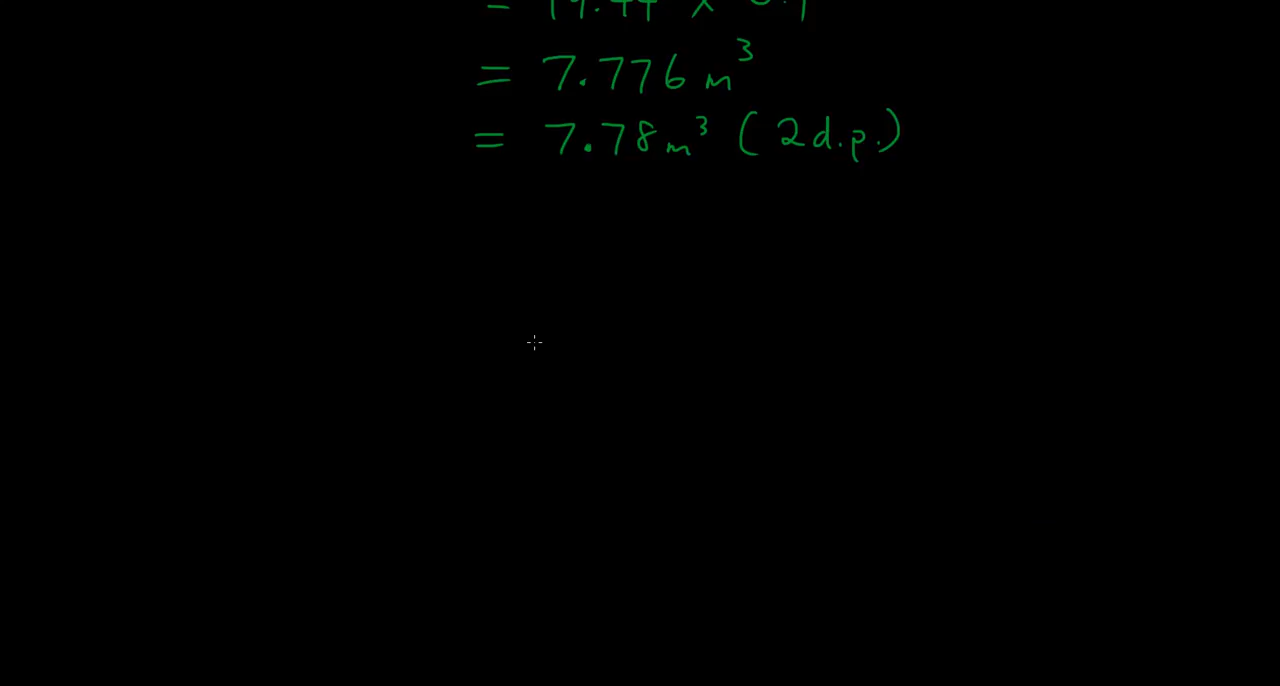 = 7.776 m³
= 7.78 m³ (2 d.p.)